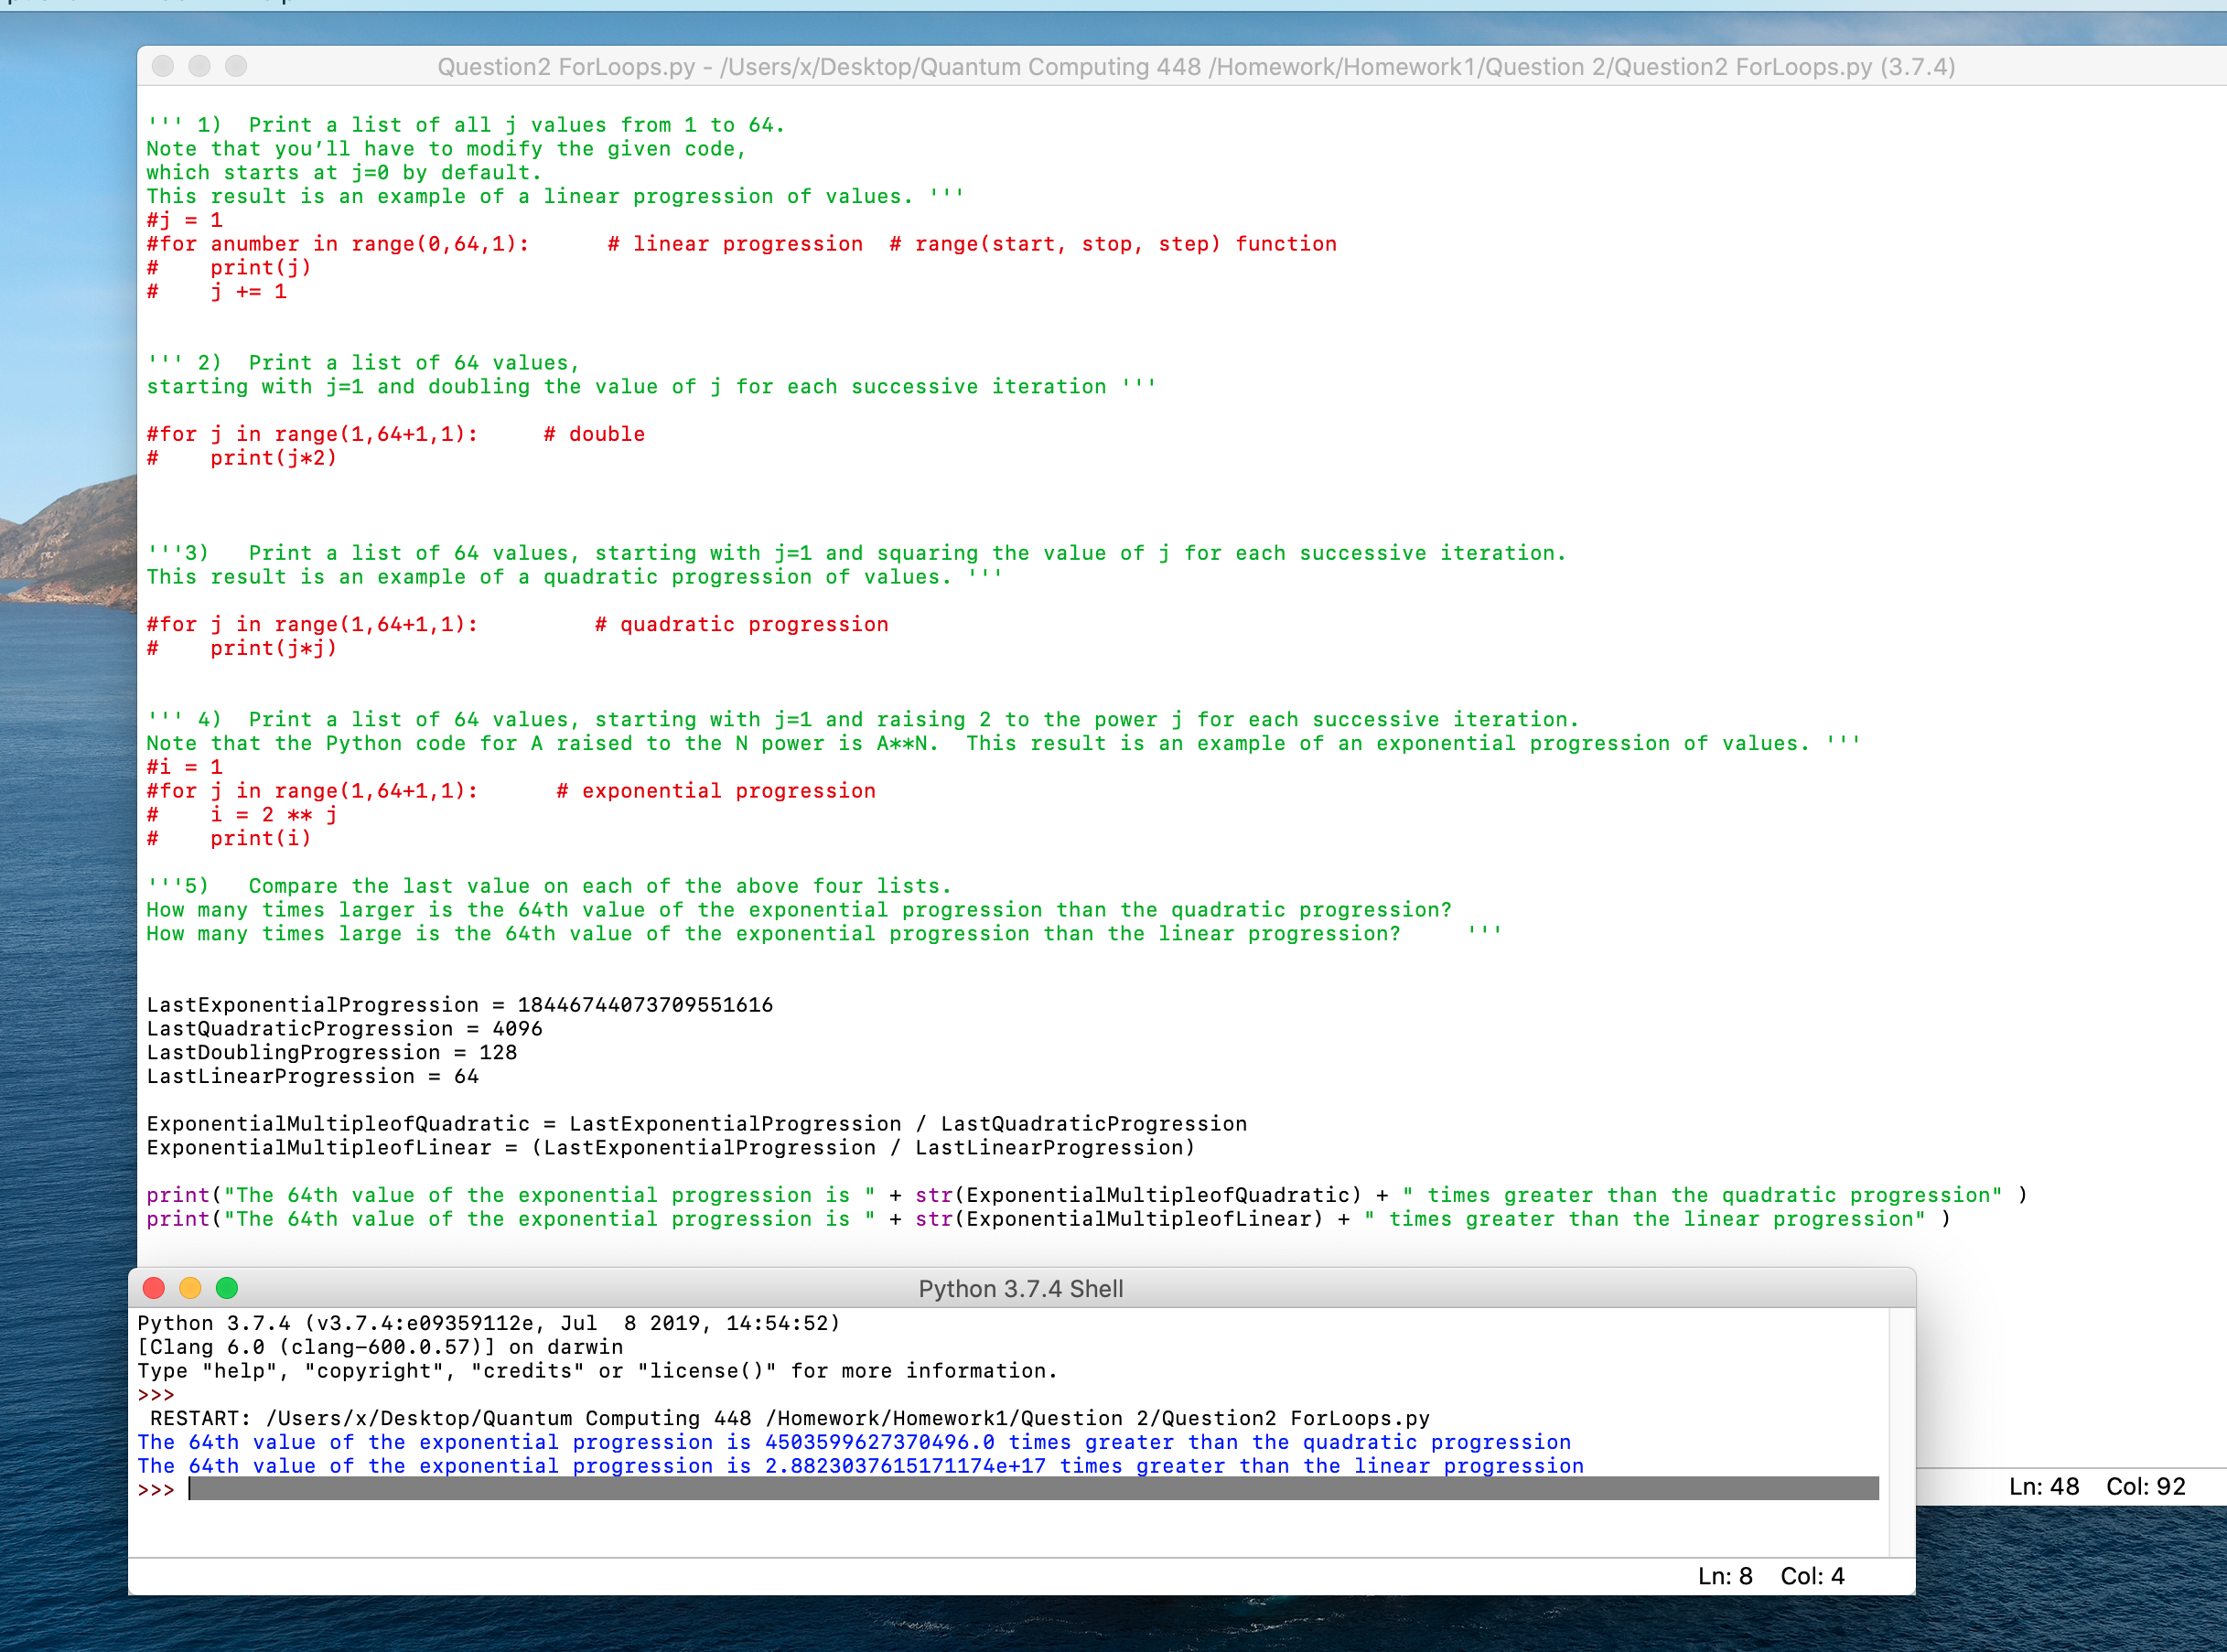 Question2 ForLoops.py - /Users/x/Desktop/Quantum Computing 448 /Homework/Homework1/Question 2/Question2 ForLoops.py (3.7.4)
''' 1)  Print a list of all j values from 1 to 64.
Note that you’ll have to modify the given code,
which starts at j=0 by default.
This result is an example of a linear progression of values. '''
#j = 1
#for anumber in range(0,64,1):      # linear progression  # range(start, stop, step) function
#    print(j)
#    j += 1
''' 2)  Print a list of 64 values,
starting with j=1 and doubling the value of j for each successive iteration '''
#for j in range(1,64+1,1):     # double
#    print(j*2)
'''3)   Print a list of 64 values, starting with j=1 and squaring the value of j for each successive iteration.
This result is an example of a quadratic progression of values. '''
#for j in range(1,64+1,1):         # quadratic progression
#    print(j*j)
''' 4)  Print a list of 64 values, starting with j=1 and raising 2 to the power j for each successive iteration.
Note that the Python code for A raised to the N power is A**N.  This result is an example of an exponential progression of values. '''
#i = 1
#for j in range(1,64+1,1):      # exponential progression
#    i = 2 ** j
#    print(i)
'''5)   Compare the last value on each of the above four lists.
How many times larger is the 64th value of the exponential progression than the quadratic progression?
How many times large is the 64th value of the exponential progression than the linear progression?     '''
LastExponentialProgression = 18446744073709551616
LastQuadraticProgression = 4096
LastDoublingProgression = 128
LastLinearProgression = 64
ExponentialMultipleofQuadratic = LastExponentialProgression / LastQuadraticProgression
ExponentialMultipleofLinear = (LastExponentialProgression / LastLinearProgression)
print("The 64th value of the exponential progression is " + str(ExponentialMultipleofQuadratic) + " times greater than the quadratic progression" )
print("The 64th value of the exponential progression is " + str(ExponentialMultipleofLinear) + " times greater than the linear progression" )
Python 3.7.4 Shell
Python 3.7.4 (v3.7.4:e09359112e, Jul  8 2019, 14:54:52)
[Clang 6.0 (clang-600.0.57)] on darwin
Type "help", "copyright", "credits" or "license()" for more information.
>>>
 RESTART: /Users/x/Desktop/Quantum Computing 448 /Homework/Homework1/Question 2/Question2 ForLoops.py
The 64th value of the exponential progression is 4503599627370496.0 times greater than the quadratic progression
The 64th value of the exponential progression is 2.8823037615171174e+17 times greater than the linear progression
>>>
Ln: 48 Col: 92
Ln: 8 Col: 4